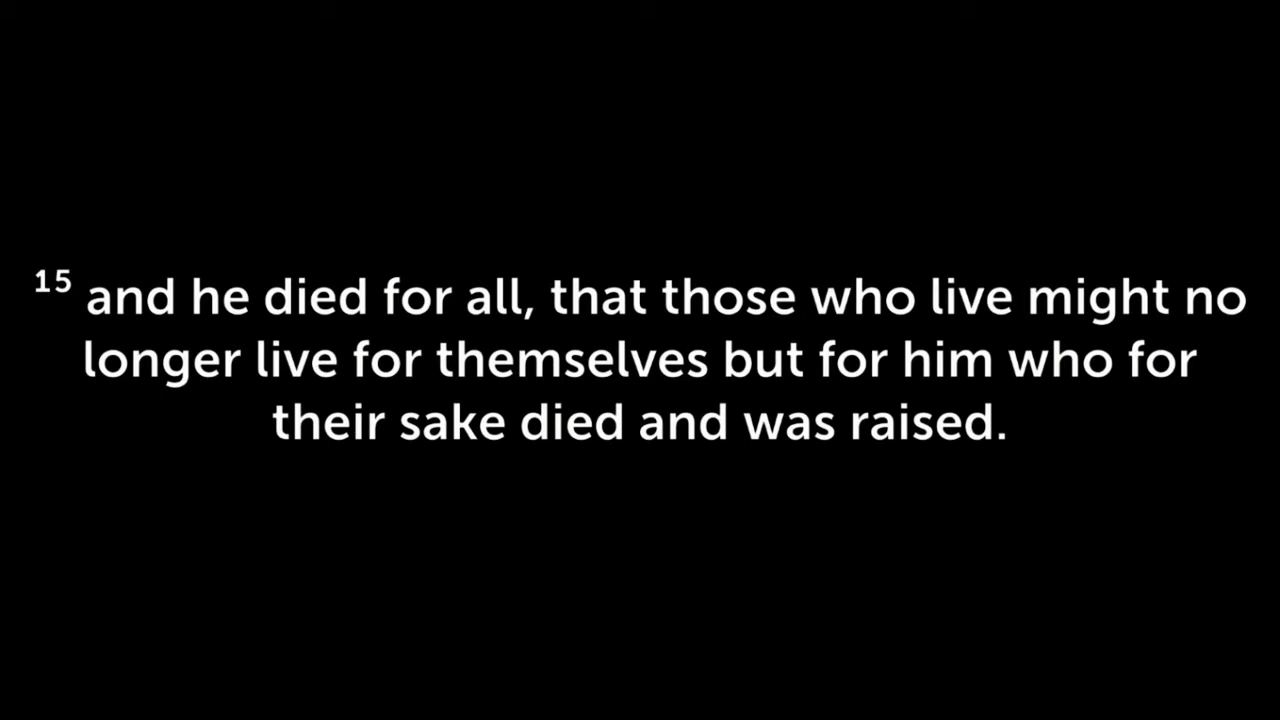 15 and he died for all, that those who live might no
longer live for themselves but for him who for
their sake died and was raised.